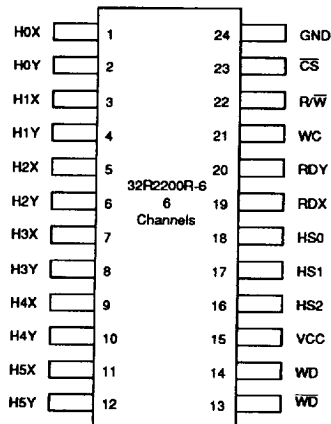 H0X 1 24 GND
H0Y 2 23 C̅S̅
H1X 3 22 R/W̅
H1Y 4 21 WC
H2X 5 20 RDY
32R2200R-6
H2Y 6 6 19 RDX
Channels
H3X 7 18 HS0
H3Y 8 17 HS1
H4X 9 16 HS2
H4Y 10 15 VCC
H5X 11 14 WD
H5Y 12 13 W̅D̅